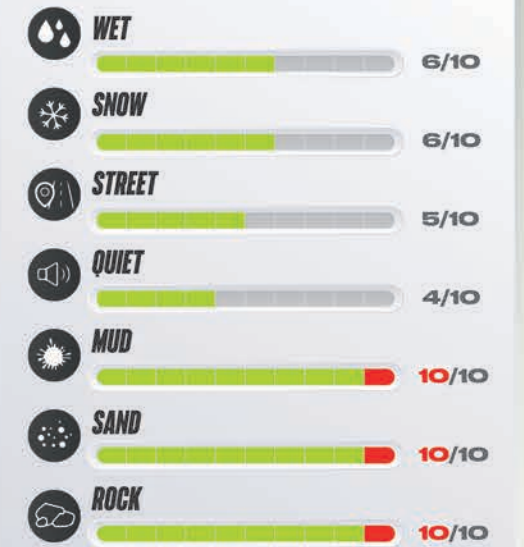 WET
6/10
SNOW
6/10
STREET
5/10
QUIET
4/10
MUD
10/10
SAND
10/10
ROCK
10/10